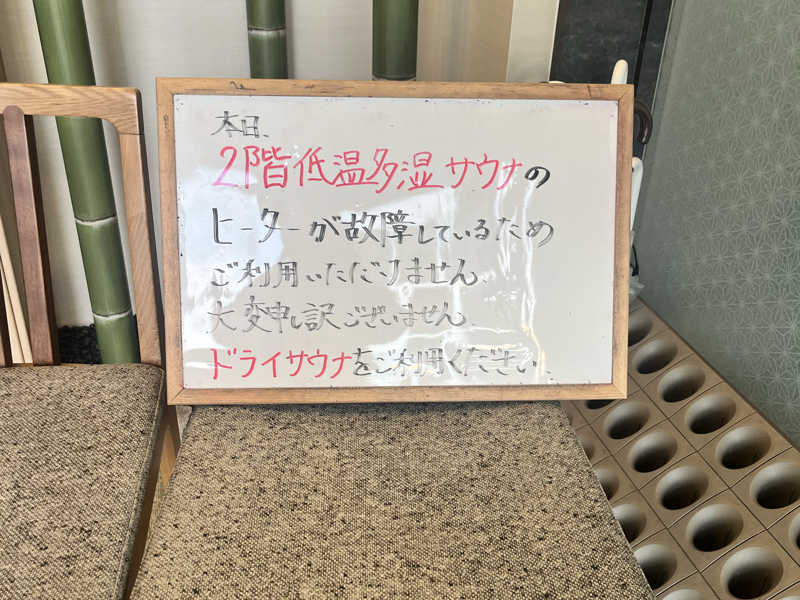 本日、
2階低温多湿サウナの
ヒーターが故障しているため
ご利用いただけません。
大変申し訳ございません。
ドライサウナをご利用ください。